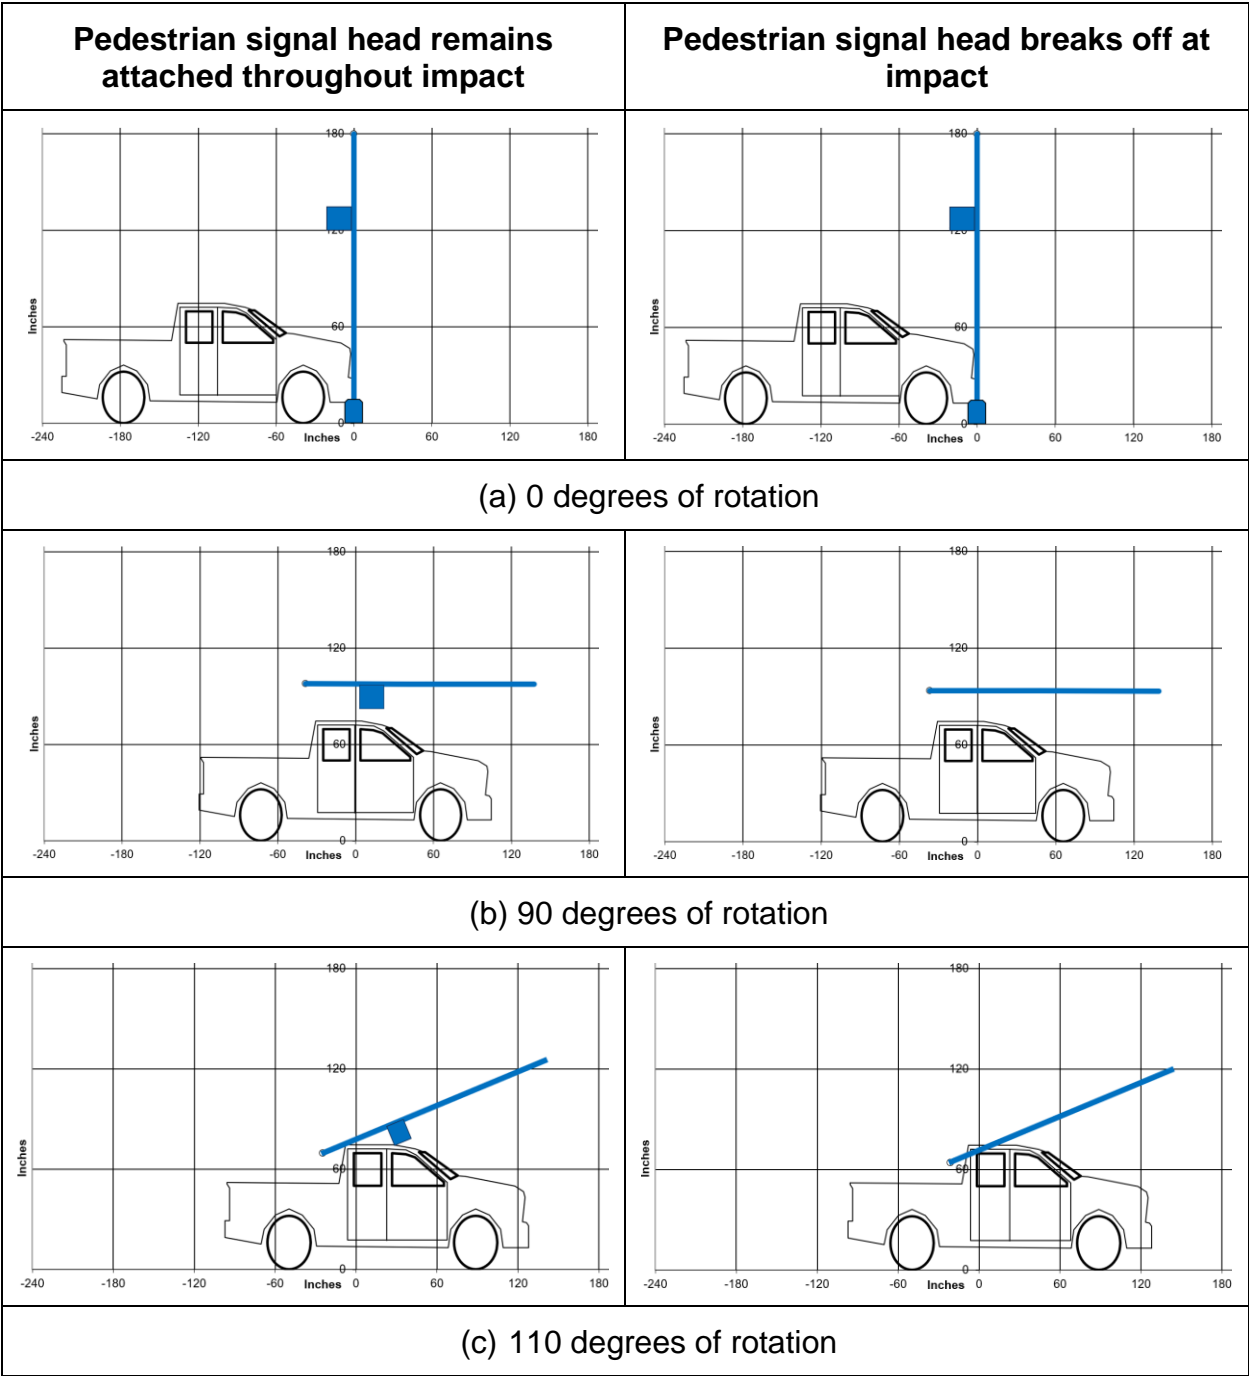 Pedestrian signal head remains
attached throughout impact
Pedestrian signal head breaks off at
impact
180
120
60
0
Inches
-240 -180 -120 -60 Inches 0 60 120 180
180
120
60
0
Inches
-240 -180 -120 -60 Inches 0 60 120 180
(a) 0 degrees of rotation
180
120
60
0
Inches
-240 -180 -120 -60 Inches 0 60 120 180
180
120
60
0
Inches
-240 -180 -120 -60 Inches 0 60 120 180
(b) 90 degrees of rotation
180
120
60
0
Inches
-240 -180 -120 -60 Inches 0 60 120 180
180
120
60
0
Inches
-240 -180 -120 -60 Inches 0 60 120 180
(c) 110 degrees of rotation